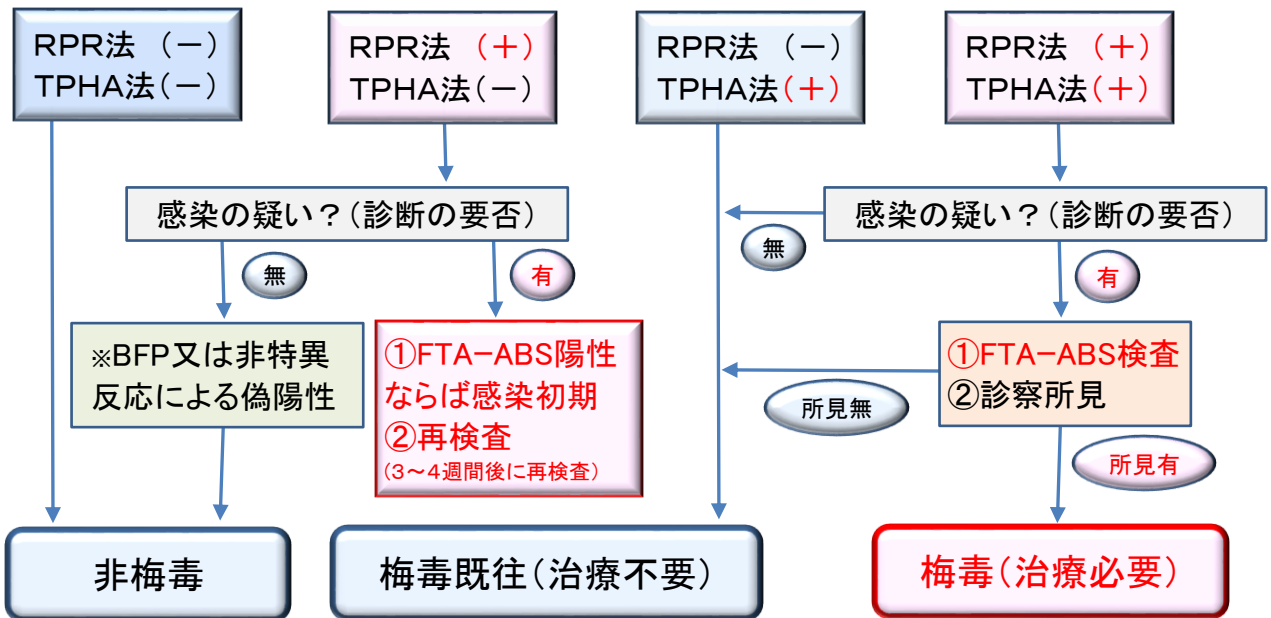 RPR法 (－)
TPHA法(－)
RPR法 (＋)
TPHA法(－)
RPR法 (－)
TPHA法(＋)
RPR法 (＋)
TPHA法(＋)
感染の疑い？(診断の要否)
感染の疑い？(診断の要否)
無
有
無
有
※BFP又は非特異
反応による偽陽性
①FTA－ABS陽性
ならば感染初期
②再検査
(3～4週間後に再検査)
①FTA－ABS検査
②診察所見
所見無
所見有
非梅毒
梅毒既往(治療不要)
梅毒(治療必要)